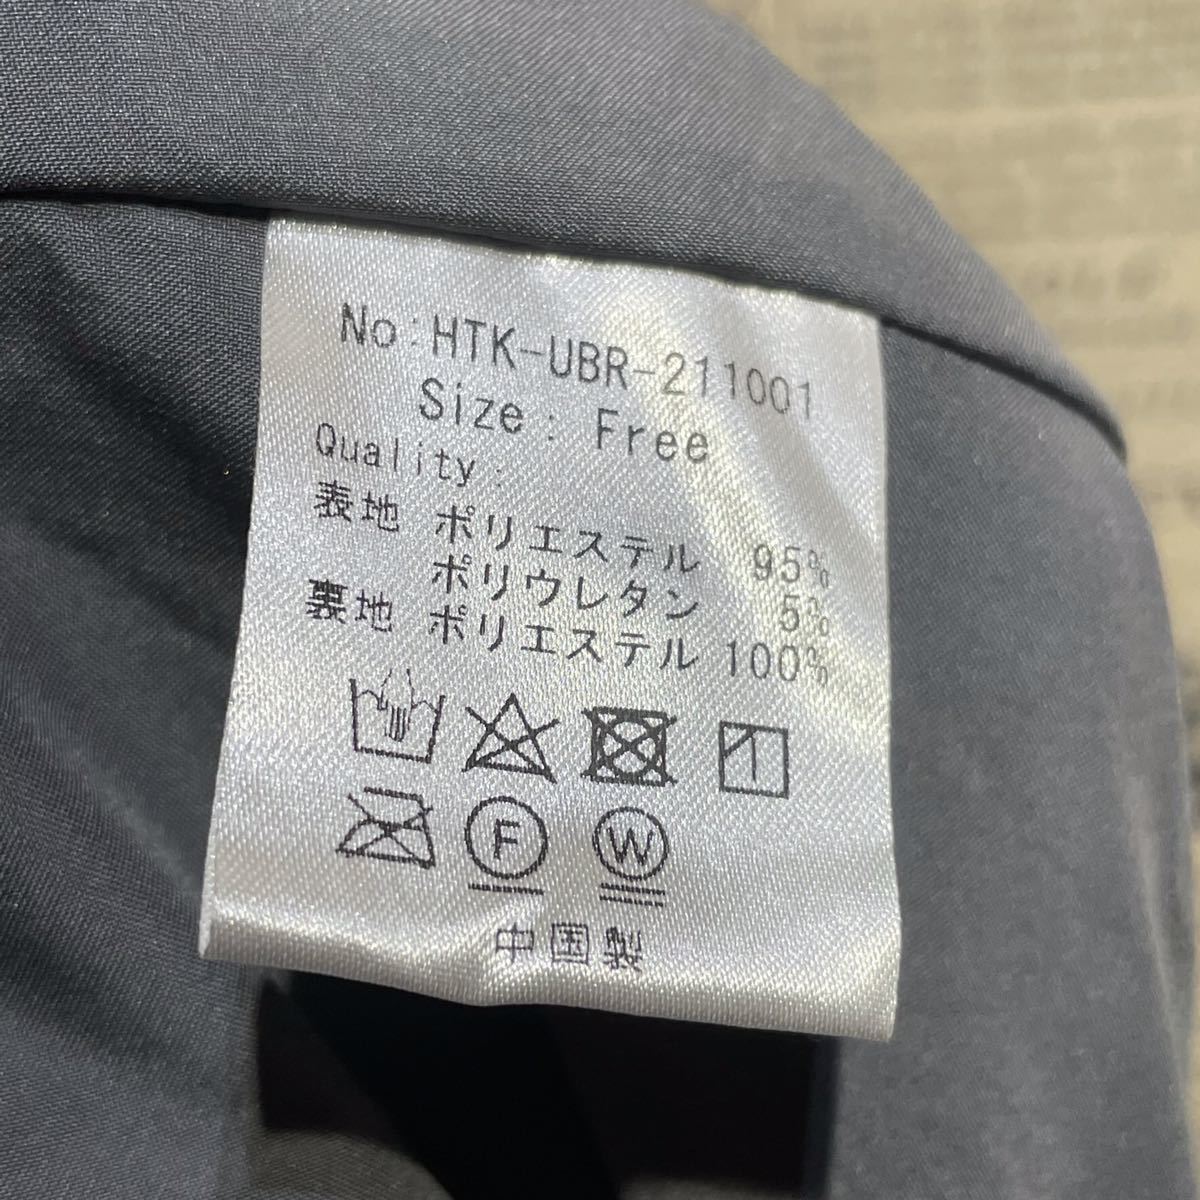 No:HTK-UBR-211001
Size: Free
Quality:
表地 ポリエステル 95%
ポリウレタン 5%
裏地 ポリエステル 100%
F
W
中国製